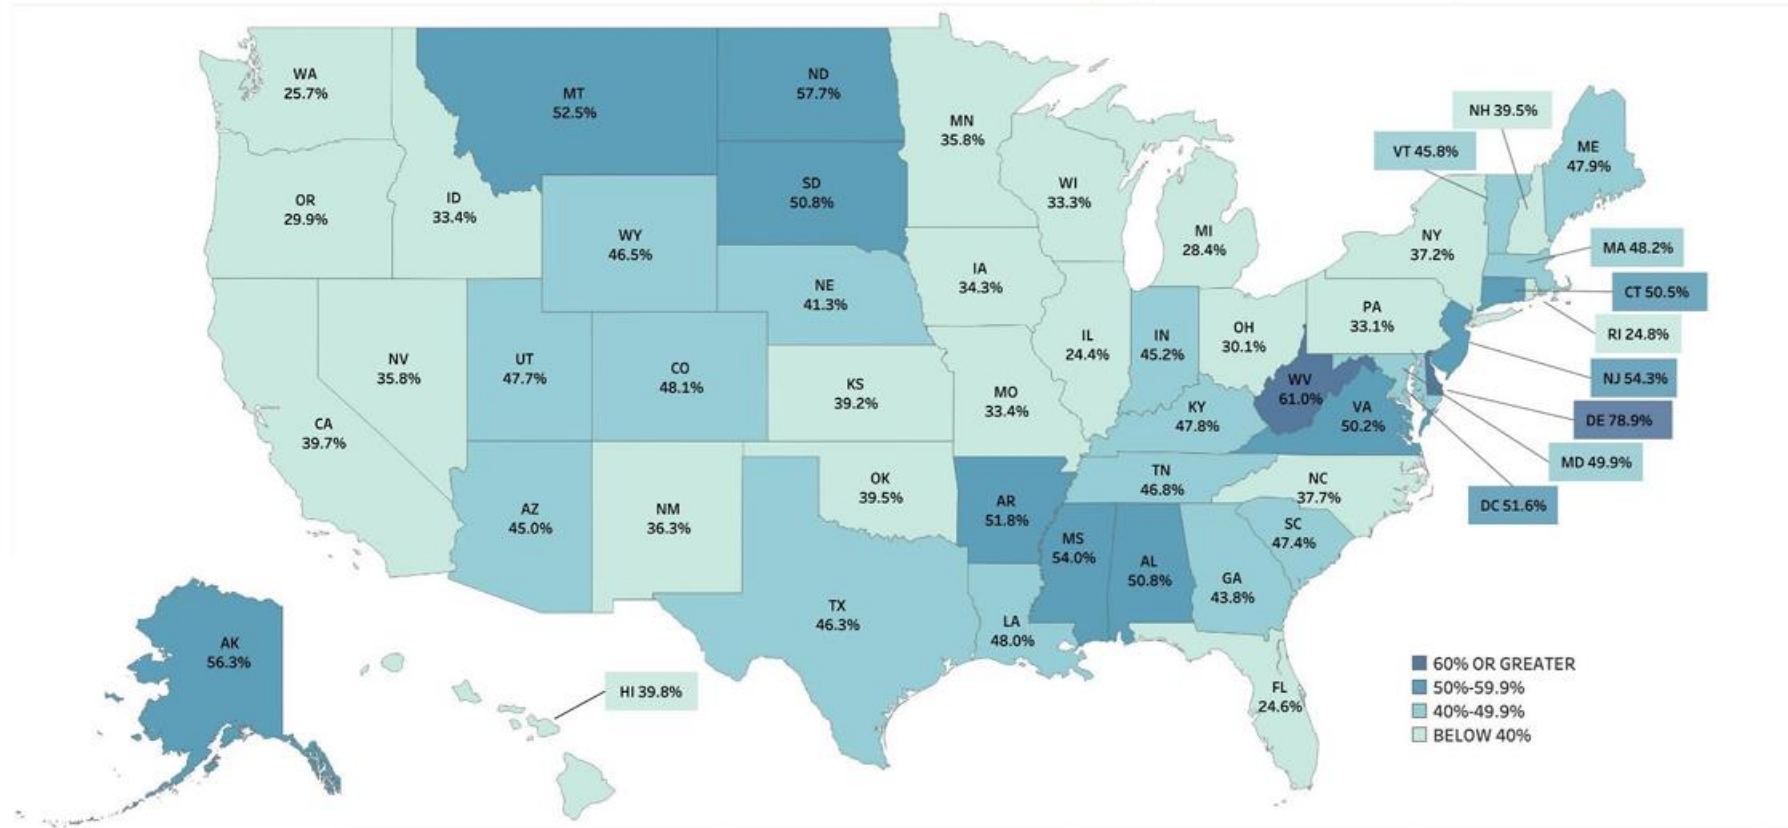 WA
25.7%
MT
52.5%
ND
57.7%
MN
35.8%
NH 39.5%
VT 45.8%
ME
47.9%
OR
29.9%
ID
33.4%
SD
50.8%
WI
33.3%
MI
28.4%
NY
37.2%
MA 48.2%
WY
46.5%
NE
41.3%
IA
34.3%
PA
33.1%
CT 50.5%
RI 24.8%
NV
35.8%
UT
47.7%
CO
48.1%
KS
39.2%
MO
33.4%
IL
24.4%
IN
45.2%
OH
30.1%
NJ 54.3%
CA
39.7%
KY
47.8%
WV
61.0%
VA
50.2%
DE 78.9%
MD 49.9%
DC 51.6%
AZ
45.0%
NM
36.3%
OK
39.5%
AR
51.8%
TN
46.8%
NC
37.7%
SC
47.4%
MS
54.0%
AL
50.8%
GA
43.8%
TX
46.3%
LA
48.0%
FL
24.6%
AK
56.3%
HI 39.8%
60% OR GREATER
50%-59.9%
40%-49.9%
BELOW 40%